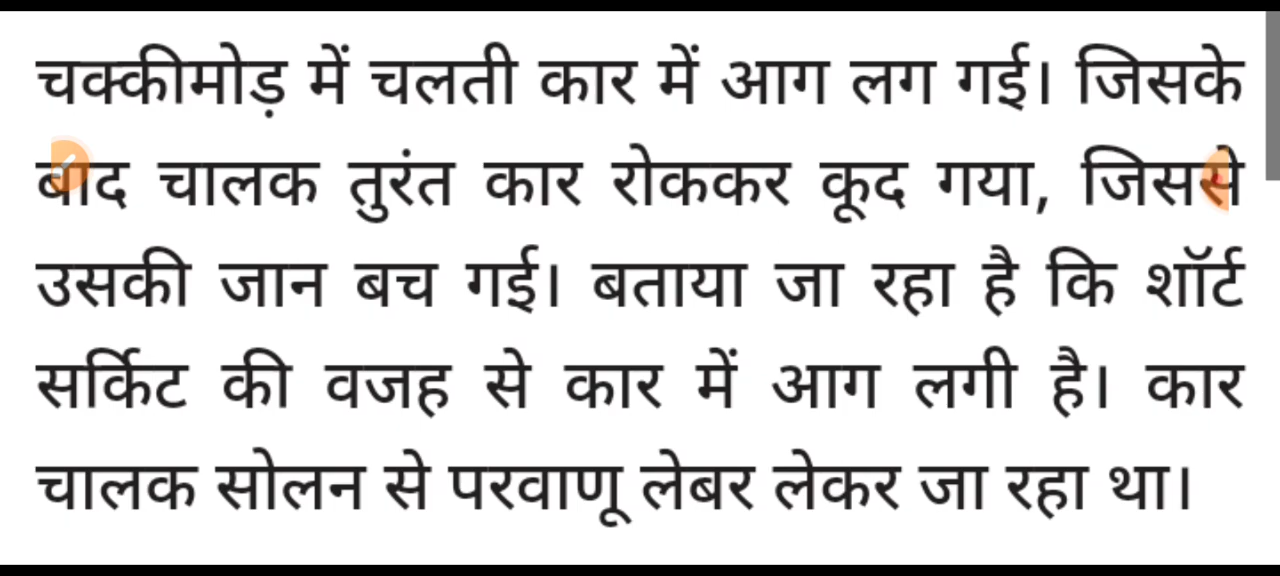 चक्कीमोड़ में चलती कार में आग लग गई। जिसके
बाद चालक तुरंत कार रोककर कूद गया, जिससे
उसकी जान बच गई। बताया जा रहा है कि शॉर्ट
सर्किट की वजह से कार में आग लगी है। कार
चालक सोलन से परवाणू लेबर लेकर जा रहा था।